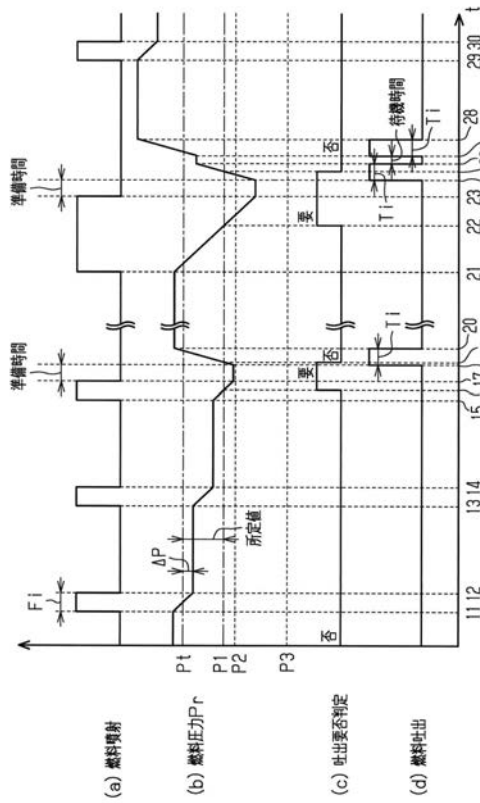 準備時間
準備時間
Fi
(a) 燃料噴射
(b) 燃料圧力Pr
Pt
ΔP
P1
所定値
P2
P3
(c) 吐出要否判定
否
要
否
要
否
(d) 燃料吐出
Ti
Ti
待機時間
Ti
11 12 13 14 15 17 20 21 22 23 28 29 30 t